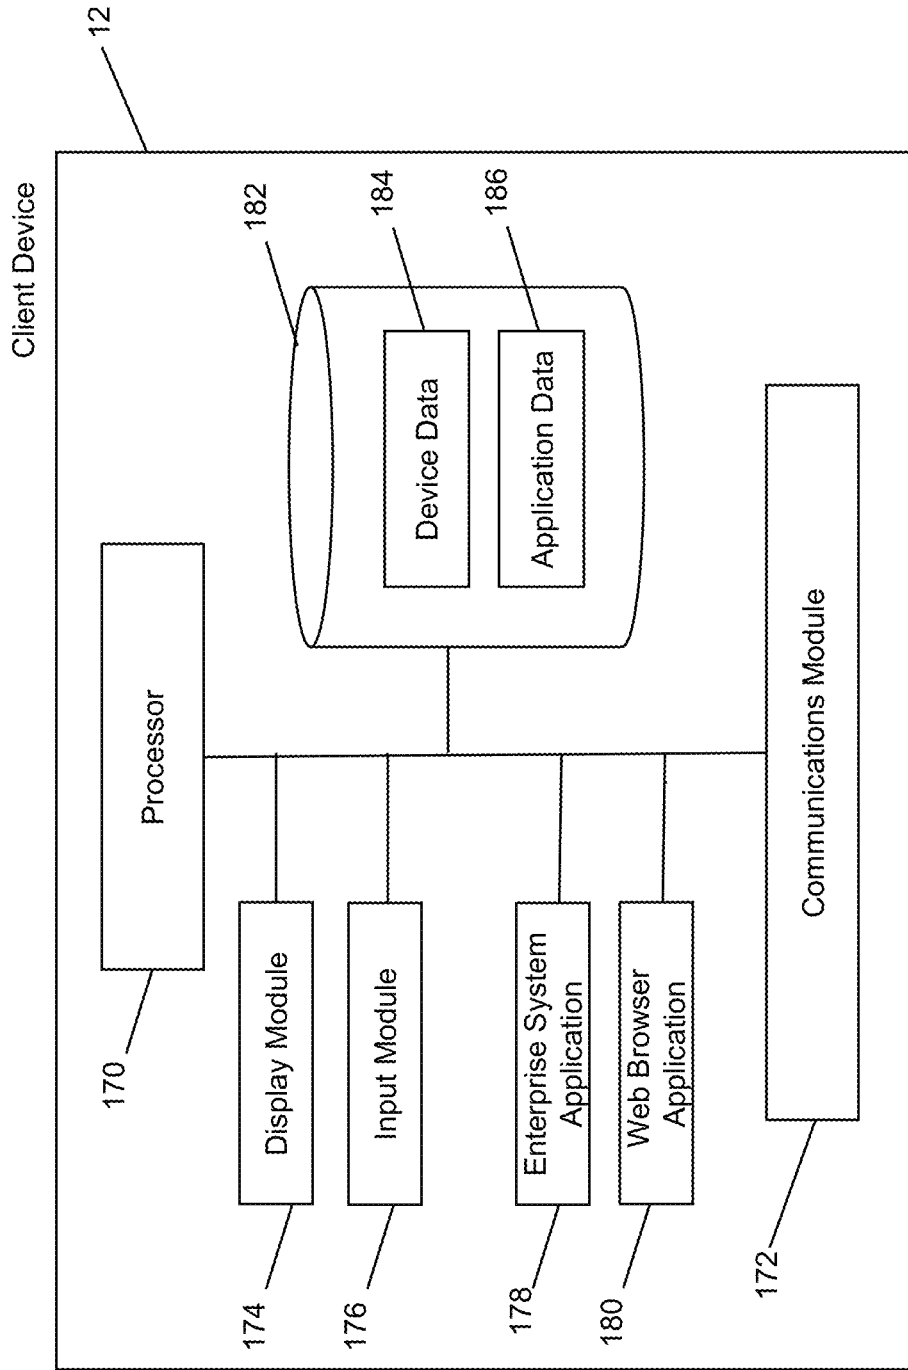 Client Device
12
Processor
170
182
184
186
Device Data
Application Data
Display Module
174
Input Module
176
Enterprise System
Application
178
Web Browser
Application
180
Communications Module
172